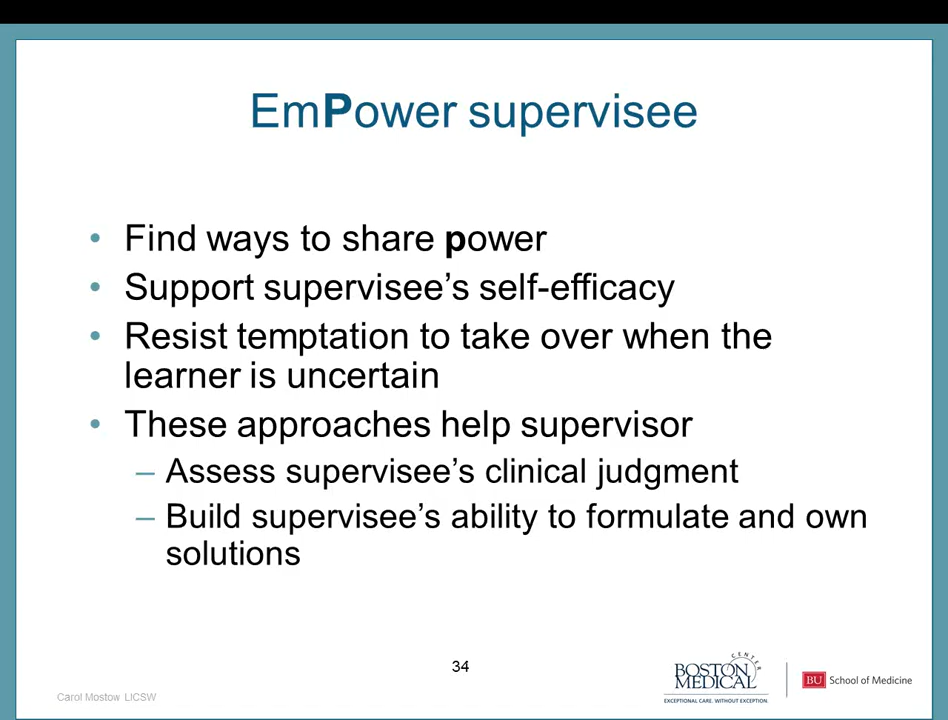 EmPower supervisee
• Find ways to share power
• Support supervisee’s self-efficacy
• Resist temptation to take over when the
learner is uncertain
• These approaches help supervisor
– Assess supervisee’s clinical judgment
– Build supervisee’s ability to formulate and own
solutions
34
Carol Mostow LICSW
BOSTON
MEDICAL
CENTER
EXCEPTIONAL CARE. WITHOUT EXCEPTION.
BU School of Medicine